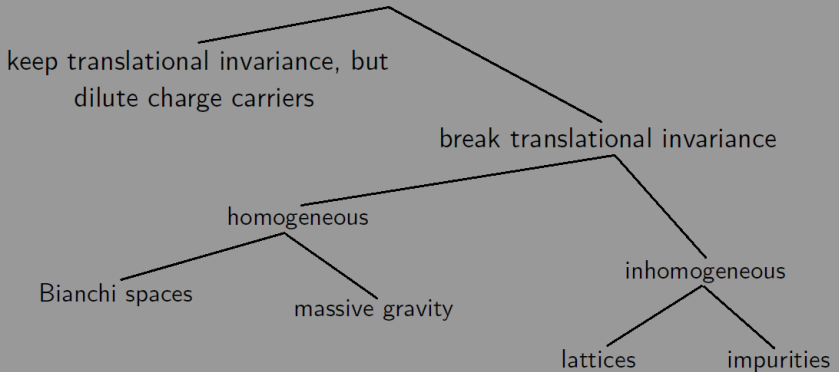 keep translational invariance, but
dilute charge carriers
break translational invariance
homogeneous
inhomogeneous
Bianchi spaces
massive gravity
lattices
impurities